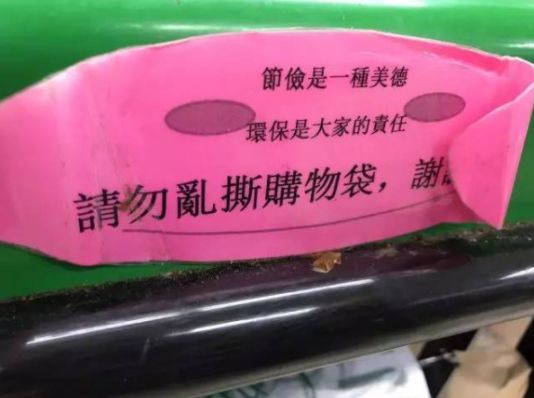 節儉是一種美德
環保是大家的責任
請勿亂撕購物袋，謝